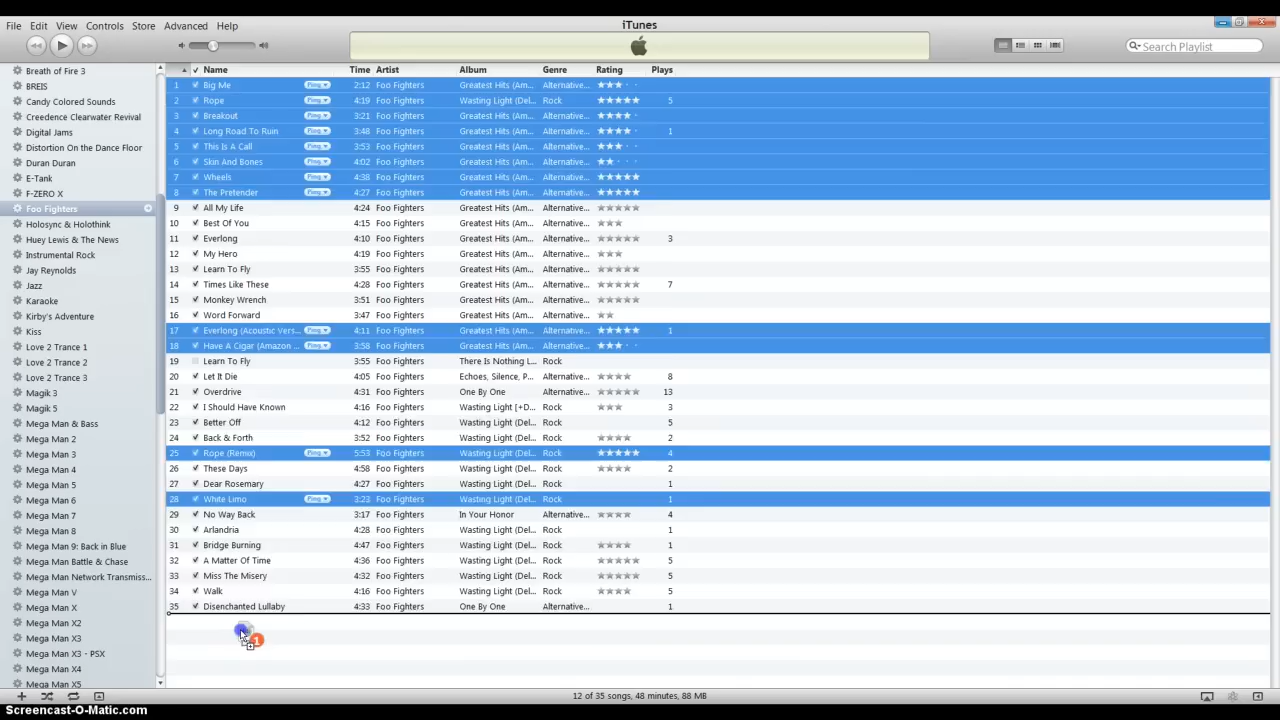 iTunes
File Edit View Controls Store Advanced Help
Search Playlist
Breath of Fire 3
BREIS
Candy Colored Sounds
Creedence Clearwater Revival
Digital Jams
Distortion On the Dance Floor
Duran Duran
E-Tank
F-ZERO X
Foo Fighters
Holosync & Holothink
Huey Lewis & The News
Instrumental Rock
Jay Reynolds
Jazz
Karaoke
Kirby's Adventure
Kiss
Love 2 Trance 1
Love 2 Trance 2
Love 2 Trance 3
Magik 3
Magik 5
Mega Man & Bass
Mega Man 2
Mega Man 3
Mega Man 4
Mega Man 5
Mega Man 6
Mega Man 7
Mega Man 8
Mega Man 9: Back in Blue
Mega Man Battle & Chase
Mega Man Network Transmiss...
Mega Man V
Mega Man X
Mega Man X2
Mega Man X3
Mega Man X3 - PSX
Mega Man X4
Mega Man X5
Name Time Artist Album Genre Rating Plays
1 Big Me Ping 2:12 Foo Fighters Greatest Hits (Am... Alternative...
2 Rope Ping 4:19 Foo Fighters Wasting Light (Del... Rock 5
3 Breakout Ping 3:21 Foo Fighters Greatest Hits (Am... Alternative...
4 Long Road To Ruin Ping 3:48 Foo Fighters Greatest Hits (Am... Alternative... 1
5 This Is A Call Ping 3:53 Foo Fighters Greatest Hits (Am... Alternative...
6 Skin And Bones Ping 4:02 Foo Fighters Greatest Hits (Am... Alternative...
7 Wheels Ping 4:38 Foo Fighters Greatest Hits (Am... Alternative...
8 The Pretender Ping 4:27 Foo Fighters Greatest Hits (Am... Alternative...
9 All My Life 4:24 Foo Fighters Greatest Hits (Am... Alternative...
10 Best Of You 4:15 Foo Fighters Greatest Hits (Am... Alternative...
11 Everlong 4:10 Foo Fighters Greatest Hits (Am... Alternative... 3
12 My Hero 4:19 Foo Fighters Greatest Hits (Am... Alternative...
13 Learn To Fly 3:55 Foo Fighters Greatest Hits (Am... Alternative...
14 Times Like These 4:28 Foo Fighters Greatest Hits (Am... Alternative... 7
15 Monkey Wrench 3:51 Foo Fighters Greatest Hits (Am... Alternative...
16 Word Forward 3:47 Foo Fighters Greatest Hits (Am... Alternative...
17 Everlong (Acoustic Vers... Ping 4:11 Foo Fighters Greatest Hits (Am... Alternative... 1
18 Have A Cigar (Amazon ... Ping 3:58 Foo Fighters Greatest Hits (Am... Alternative...
19 Learn To Fly 3:55 Foo Fighters There Is Nothing L... Rock
20 Let It Die 4:05 Foo Fighters Echoes, Silence, P... Alternative... 8
21 Overdrive 4:31 Foo Fighters One By One Alternative... 13
22 I Should Have Known 4:16 Foo Fighters Wasting Light [+D... Rock 3
23 Better Off 4:12 Foo Fighters Wasting Light (Del... Rock 5
24 Back & Forth 3:52 Foo Fighters Wasting Light (Del... Rock 2
25 Rope (Remix) Ping 5:53 Foo Fighters Wasting Light (Del... Rock 4
26 These Days 4:58 Foo Fighters Wasting Light (Del... Rock 2
27 Dear Rosemary 4:27 Foo Fighters Wasting Light (Del... Rock 1
28 White Limo Ping 3:23 Foo Fighters Wasting Light (Del... Rock 1
29 No Way Back 3:17 Foo Fighters In Your Honor Alternative... 4
30 Arlandria 4:28 Foo Fighters Wasting Light (Del... Rock 1
31 Bridge Burning 4:47 Foo Fighters Wasting Light (Del... Rock 1
32 A Matter Of Time 4:36 Foo Fighters Wasting Light (Del... Rock 5
33 Miss The Misery 4:32 Foo Fighters Wasting Light (Del... Rock 5
34 Walk 4:16 Foo Fighters Wasting Light (Del... Rock 5
35 Disenchanted Lullaby 4:33 Foo Fighters One By One Alternative... 1
1
12 of 35 songs, 48 minutes, 88 MB
Screencast-O-Matic.com